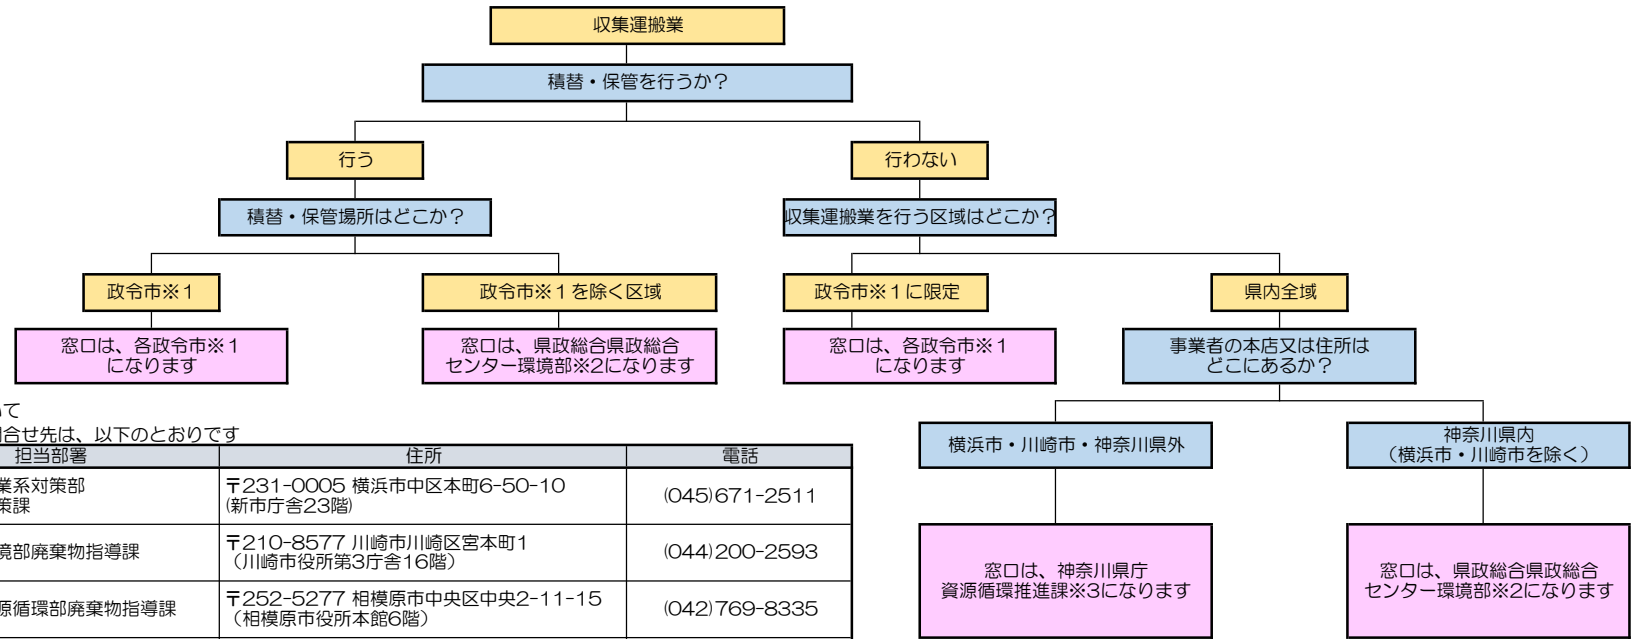 収集運搬業
積替・保管を行うか？
行う
行わない
積替・保管場所はどこか？
収集運搬業を行う区域はどこか？
政令市※１
政令市※１を除く区域
政令市※１に限定
県内全域
窓口は、各政令市※１
になります
窓口は、県政総合県政総合
センター環境部※2になります
窓口は、各政令市※１
になります
事業者の本店又は住所は
どこにあるか？
横浜市・川崎市・神奈川県外
神奈川県内
（横浜市・川崎市を除く）
窓口は、神奈川県庁
資源循環推進課※3になります
窓口は、県政総合県政総合
センター環境部※2になります
いて
合せ先は、以下のとおりです
担当部署
住所
電話
業系対策部
策課
〒231-0005 横浜市中区本町6-50-10
(新市庁舎23階)
(045)671-2511
境部廃棄物指導課
〒210-8577 川崎市川崎区宮本町1
（川崎市役所第3庁舎16階）
(044)200-2593
源循環部廃棄物指導課
〒252-5277 相模原市中央区中央2-11-15
（相模原市役所本館6階）
(042)769-8335